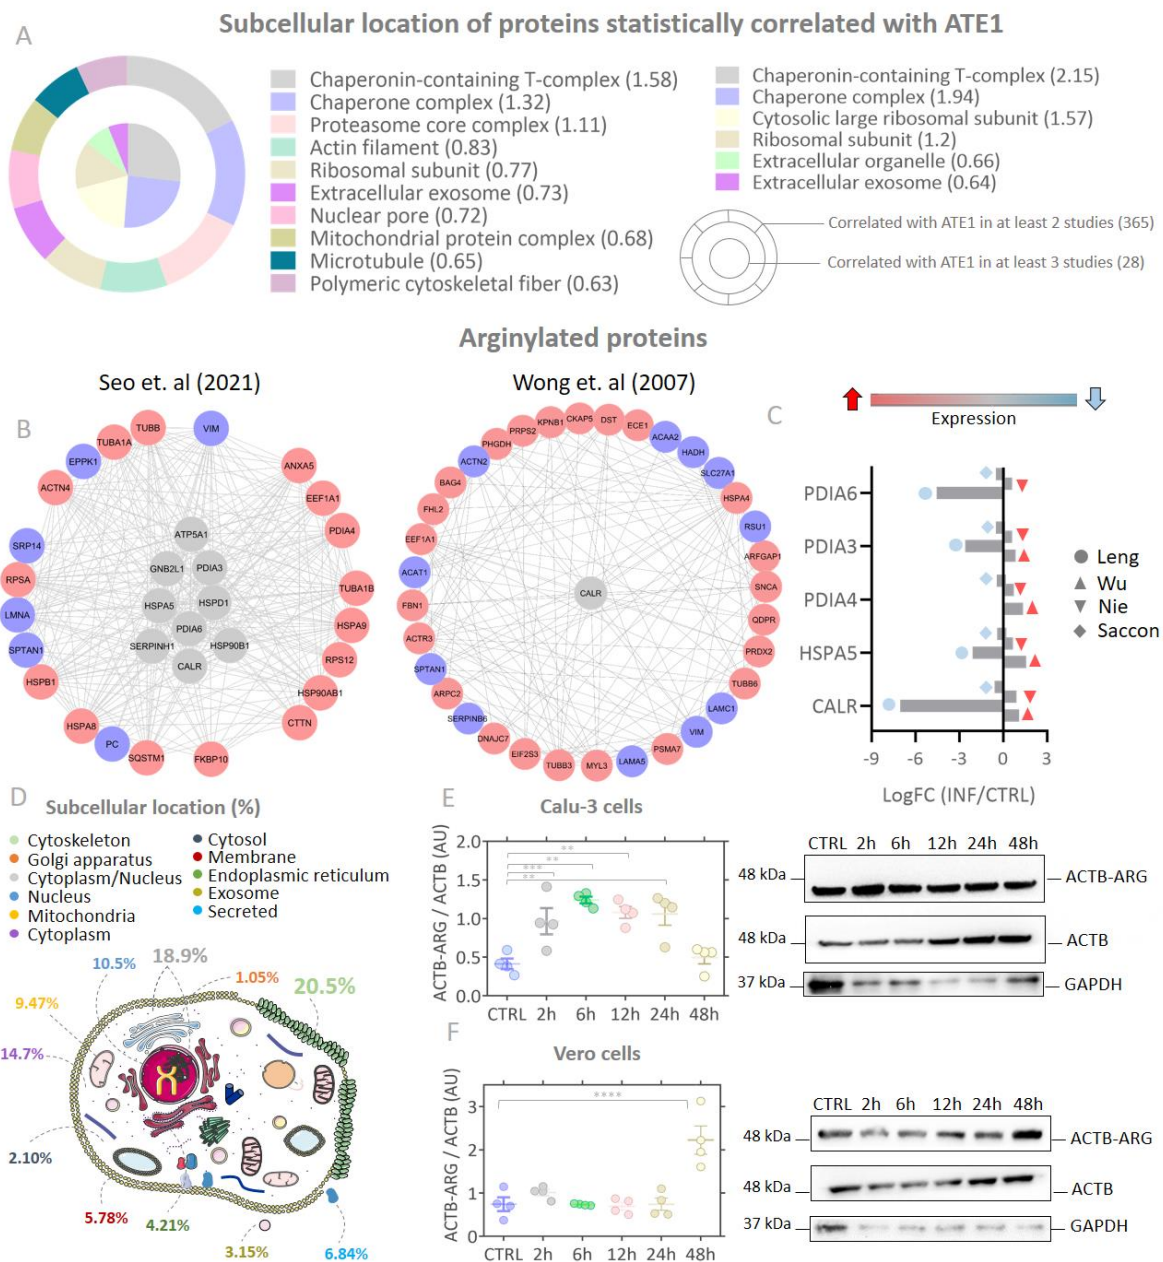 Subcellular location of proteins statistically correlated with ATE1
A
Chaperonin-containing T-complex (1.58)
Chaperone complex (1.32)
Proteasome core complex (1.11)
Actin filament (0.83)
Ribosomal subunit (0.77)
Extracellular exosome (0.73)
Nuclear pore (0.72)
Mitochondrial protein complex (0.68)
Microtubule (0.65)
Polymeric cytoskeletal fiber (0.63)
Chaperonin-containing T-complex (2.15)
Chaperone complex (1.94)
Cytosolic large ribosomal subunit (1.57)
Ribosomal subunit (1.2)
Extracellular organelle (0.66)
Extracellular exosome (0.64)
Correlated with ATE1 in at least 2 studies (365)
Correlated with ATE1 in at least 3 studies (28)
Arginylated proteins
B
Seo et. al (2021)
VIM
ANXA5
EEF1A1
PDIA4
TUBA1B
HSPA9
RPS12
HSP90AB1
CTTN
FKBP10
SQSTM1
PC
HSPA8
HSPB1
SPTAN1
LMNA
RPSA
SRP14
ACTN4
EPPK1
TUBA1A
TUBB
ATP5A1
GNB2L1
PDIA3
HSPA5
HSPD1
PDIA6
SERPINH1
HSP90B1
CALR
Wong et. al (2007)
CKAP5
DST
ECE1
ACAA2
HADH
SLC27A1
HSPA4
RSU1
ARFGAP1
SNCA
QDPR
PRDX2
TUBB6
LAMC1
VIM
PSMA7
LAMA5
MYL3
TUBB3
EIF2S3
DNAJC7
SERPINB6
ARPC2
SPTAN1
ACTR3
FBN1
ACAT1
EEF1A1
FHL2
BAG4
ACTN2
PHGDH
PRPS2
KPNB1
CALR
C
Expression
PDIA6
PDIA3
PDIA4
HSPA5
CALR
-9 -6 -3 0 3
LogFC (INF/CTRL)
Leng
Wu
Nie
Saccon
D
Subcellular location (%)
Cytoskeleton
Golgi apparatus
Cytoplasm/Nucleus
Nucleus
Mitochondria
Cytoplasm
Cytosol
Membrane
Endoplasmic reticulum
Exosome
Secreted
10.5%
18.9%
1.05%
20.5%
9.47%
14.7%
2.10%
5.78%
4.21%
3.15%
6.84%
E
Calu-3 cells
ACTB-ARG / ACTB (AU)
2.0
1.5
1.0
0.5
0.0
**
**
***
**
CTRL 2h 6h 12h 24h 48h
CTRL 2h 6h 12h 24h 48h
48 kDa
ACTB-ARG
48 kDa
ACTB
37 kDa
GAPDH
F
Vero cells
ACTB-ARG / ACTB (AU)
3
2
1
0
****
CTRL 2h 6h 12h 24h 48h
CTRL 2h 6h 12h 24h 48h
48 kDa
ACTB-ARG
48 kDa
ACTB
37 kDa
GAPDH